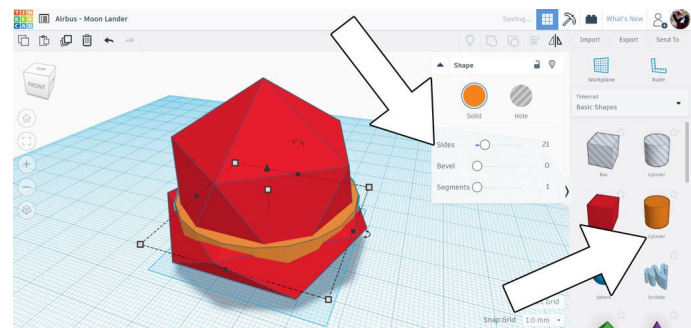 TIN
KER
CAD
Airbus - Moon Lander
Saving...
What's New
Import
Export
Send To
TOP
FRONT
Shape
Solid
Hole
Sides
21
Bevel
0
Segments
1
Workplane
Ruler
Tinkercad
Basic Shapes
Box
Cylinder
Cylinder
Sphere
Scribble
Grid
Snap Grid
1.0 mm